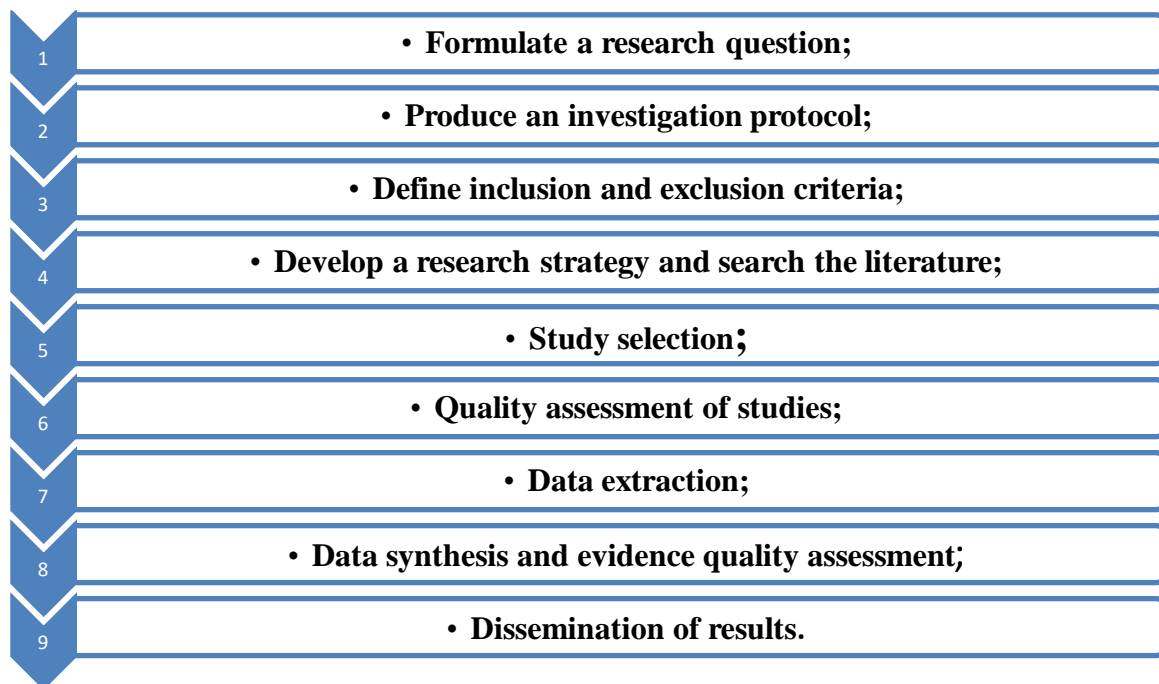 1
• Formulate a research question;
2
• Produce an investigation protocol;
3
• Define inclusion and exclusion criteria;
4
• Develop a research strategy and search the literature;
5
• Study selection;
6
• Quality assessment of studies;
7
• Data extraction;
8
• Data synthesis and evidence quality assessment;
9
• Dissemination of results.